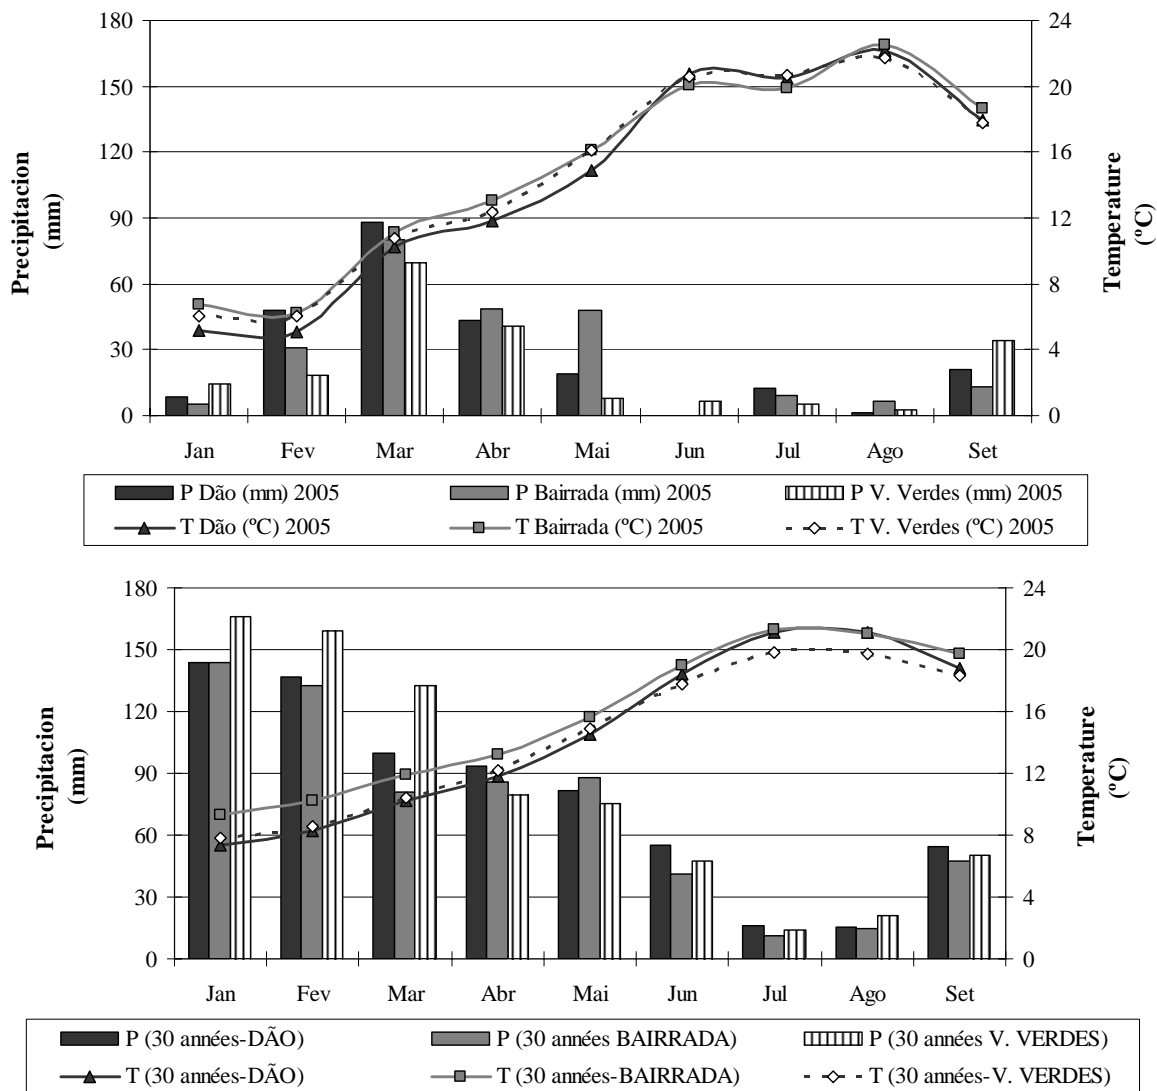 180 24
150 20
120 16
90 12
60 8
30 4
0 0
Precipitacion
(mm)
Temperature
(ºC)
Jan Fev Mar Abr Mai Jun Jul Ago Set
P Dão (mm) 2005 P Bairrada (mm) 2005 P V. Verdes (mm) 2005
T Dão (ºC) 2005 T Bairrada (ºC) 2005 T V. Verdes (ºC) 2005
180 24
150 20
120 16
90 12
60 8
30 4
0 0
Precipitacion
(mm)
Temperature
(ºC)
Jan Fev Mar Abr Mai Jun Jul Ago Set
P (30 années-DÃO) P (30 années BAIRRADA) P (30 années V. VERDES)
T (30 années-DÃO) T (30 années-BAIRRADA) T (30 années-V. VERDES)